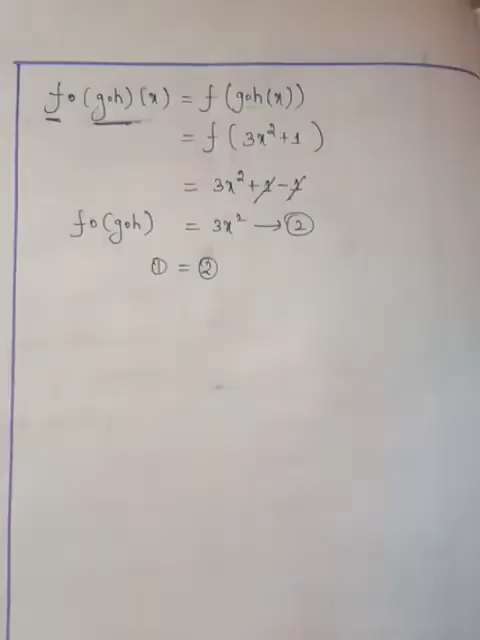 fo(goh)(x) = f(goh(x))
= f(3x²+1)
= 3x²+1-1
fo(goh) = 3x² → ②
① = ②